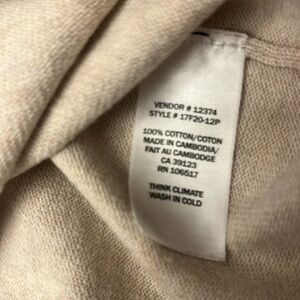 VENDOR # 12374
STYLE # 17F20-12P
100% COTTON/COTON
MADE IN CAMBODIA/
FAIT AU CAMBODGE
CA 39123
RN 106517
THINK CLIMATE
WASH IN COLD